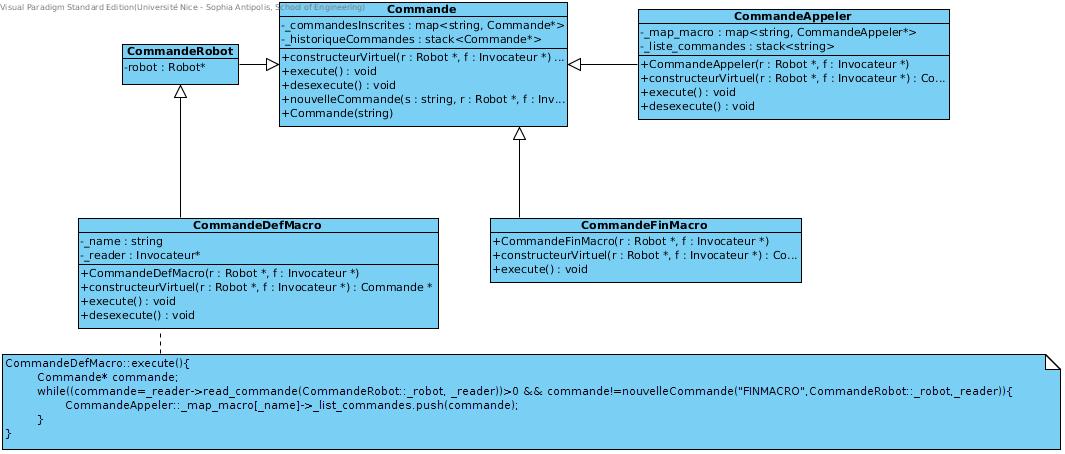 Visual Paradigm Standard Edition(Université Nice - Sophia Antipolis, School of Engineering)
Commande
-_commandesInscrites : map<string, Commande*>
-_historiqueCommandes : stack<Commande*>
+constructeurVirtuel(r : Robot *, f : Invocateur *) ...
+execute() : void
+desexecute() : void
+nouvelleCommande(s : string, r : Robot *, f : Inv...
+Commande(string)
CommandeAppeler
-_map_macro : map<string, CommandeAppeler*>
-_liste_commandes : stack<string>
+CommandeAppeler(r : Robot *, f : Invocateur *)
+constructeurVirtuel(r : Robot *, f : Invocateur *) : Co...
+execute() : void
+desexecute() : void
CommandeRobot
-robot : Robot*
CommandeDefMacro
-_name : string
-_reader : Invocateur*
+CommandeDefMacro(r : Robot *, f : Invocateur *)
+constructeurVirtuel(r : Robot *, f : Invocateur *) : Commande *
+execute() : void
+desexecute() : void
CommandeFinMacro
+CommandeFinMacro(r : Robot *, f : Invocateur *)
+constructeurVirtuel(r : Robot *, f : Invocateur *) : Co...
+execute() : void
CommandeDefMacro::execute(){
Commande* commande;
while((commande=_reader->read_commande(CommandeRobot::_robot, _reader))>0 && commande!=nouvelleCommande("FINMACRO",CommandeRobot::_robot,_reader)){
CommandeAppeler::_map_macro[_name]->_list_commandes.push(commande);
}
}